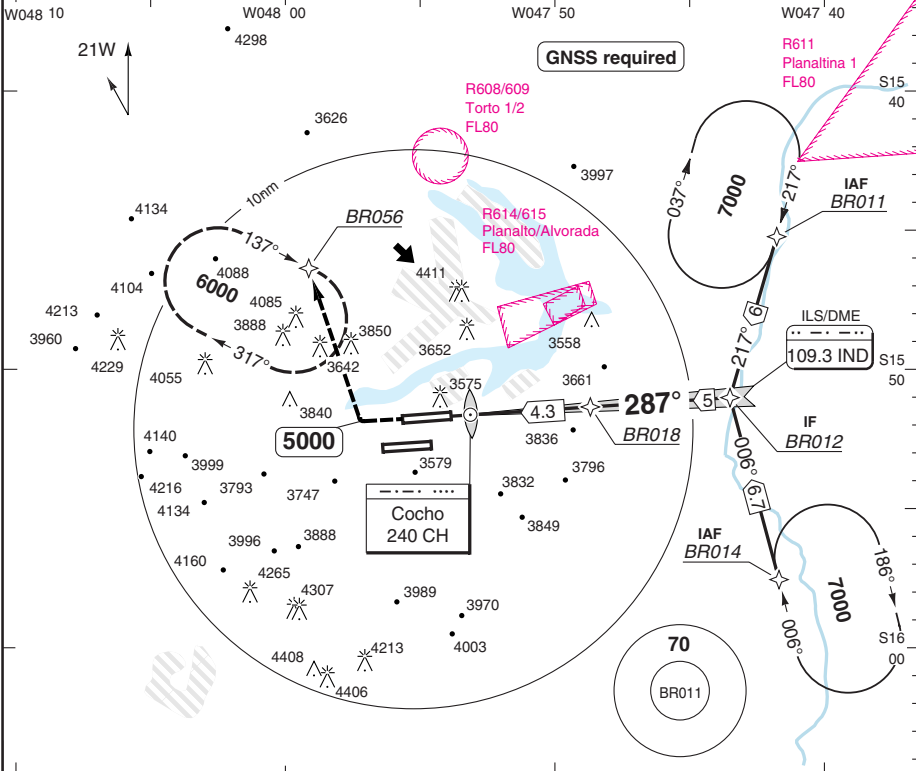 W048 10
W048 00
W047 50
W047 40
21W
4298
GNSS required
R611
Planaltina 1
FL80
S15
40
R608/609
Torto 1/2
FL80
3626
3997
7000
037°
217°
IAF
BR011
10nm
4134
BR056
R614/615
Planalto/Alvorada
FL80
137°
4088
4104
6000
4411
4085
4213
3888
3850
3960
4229
317°
3642
3652
3558
6
217°
ILS/DME
109.3 IND
S15
50
4055
3840
3575
3661
4.3
287°
5
5000
3836
BR018
IF
BR012
4140
3999
3579
006°
4216
3793
3747
3832
3796
6.7
4134
Cocho
240 CH
3849
3996
3888
IAF
BR014
186°
4160
4265
4307
3989
3970
7000
006°
4003
4213
70
S16
00
4408
4406
BR011